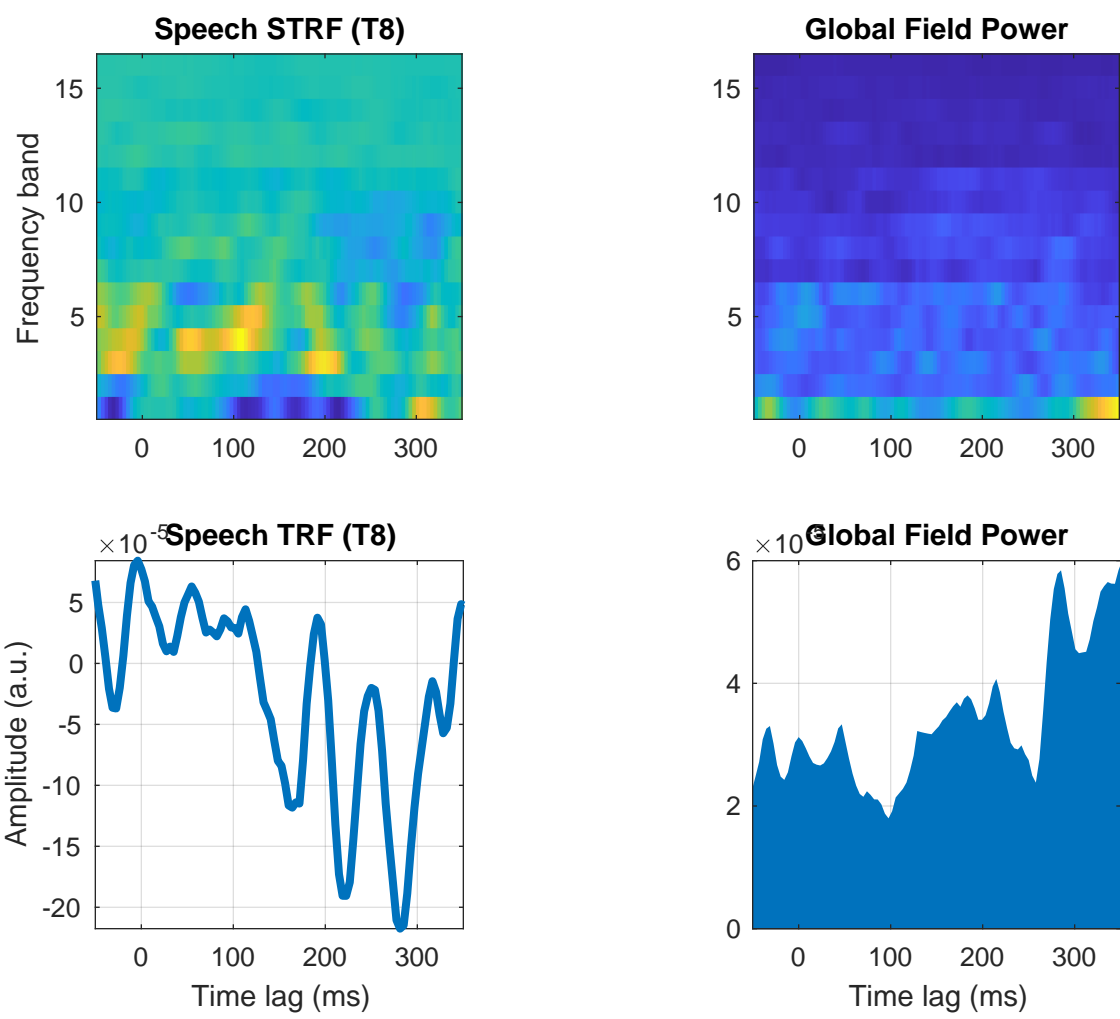 Speech STRF (T8)
Frequency band
15
10
5
0 100 200 300
Global Field Power
15
10
5
0 100 200 300
Speech TRF (T8)
×10-5
Amplitude (a.u.)
5
0
-5
-10
-15
-20
0 100 200 300
Time lag (ms)
Global Field Power
×10
6
4
2
0
0 100 200 300
Time lag (ms)